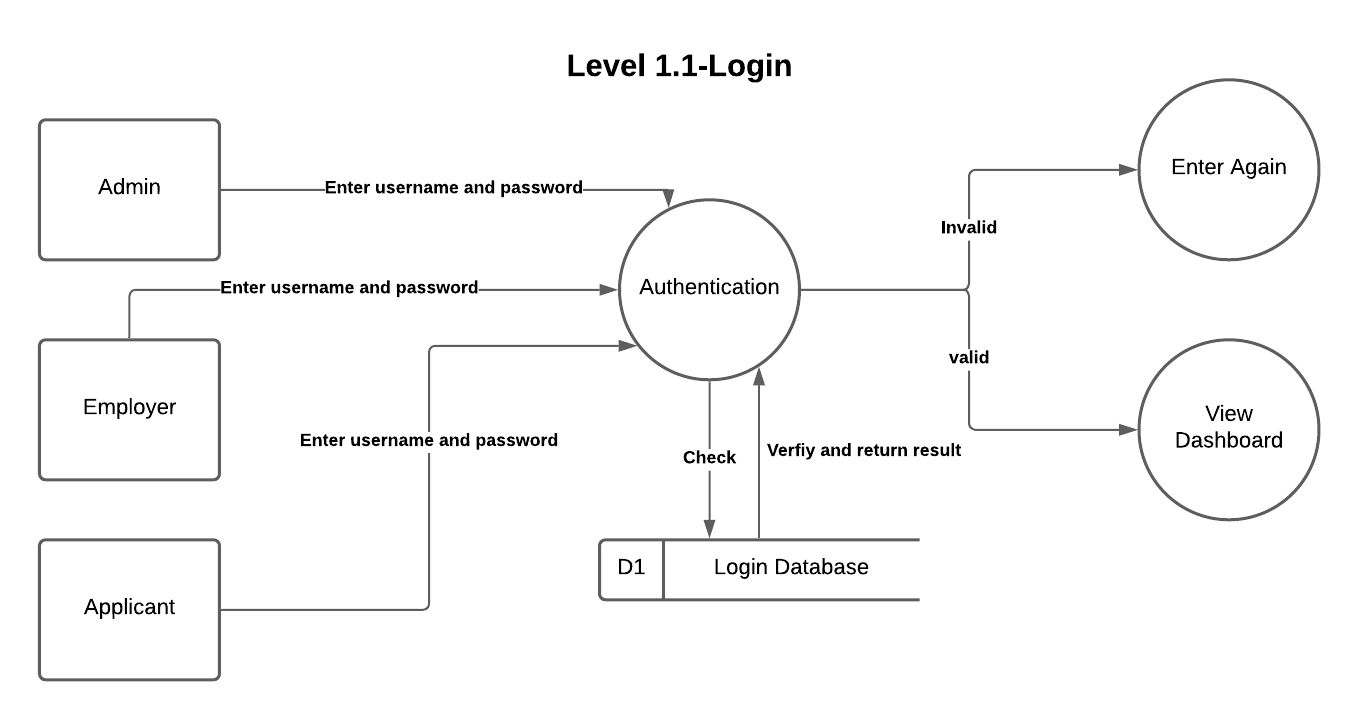 Level 1.1-Login
Admin
Enter username and password
Enter Again
Invalid
Enter username and password
Authentication
valid
Employer
View
Dashboard
Enter username and password
Check
Verfiy and return result
D1
Login Database
Applicant